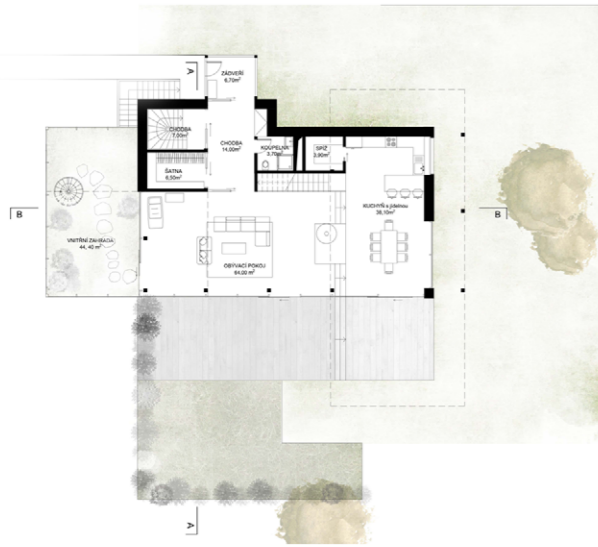 A
ZÁDVEŘÍ
6,70m²
CHODBA
7,00m²
CHODBA
14,00m²
KOUPELNA
3,70m²
SPÍŽ
3,90m²
ŠATNA
6,50m²
KUCHYŇ s jídelnou
39,10m²
B
B
VNITŘNÍ ZAHRADA
44,40 m²
OBÝVACÍ POKOJ
64,00 m²
A